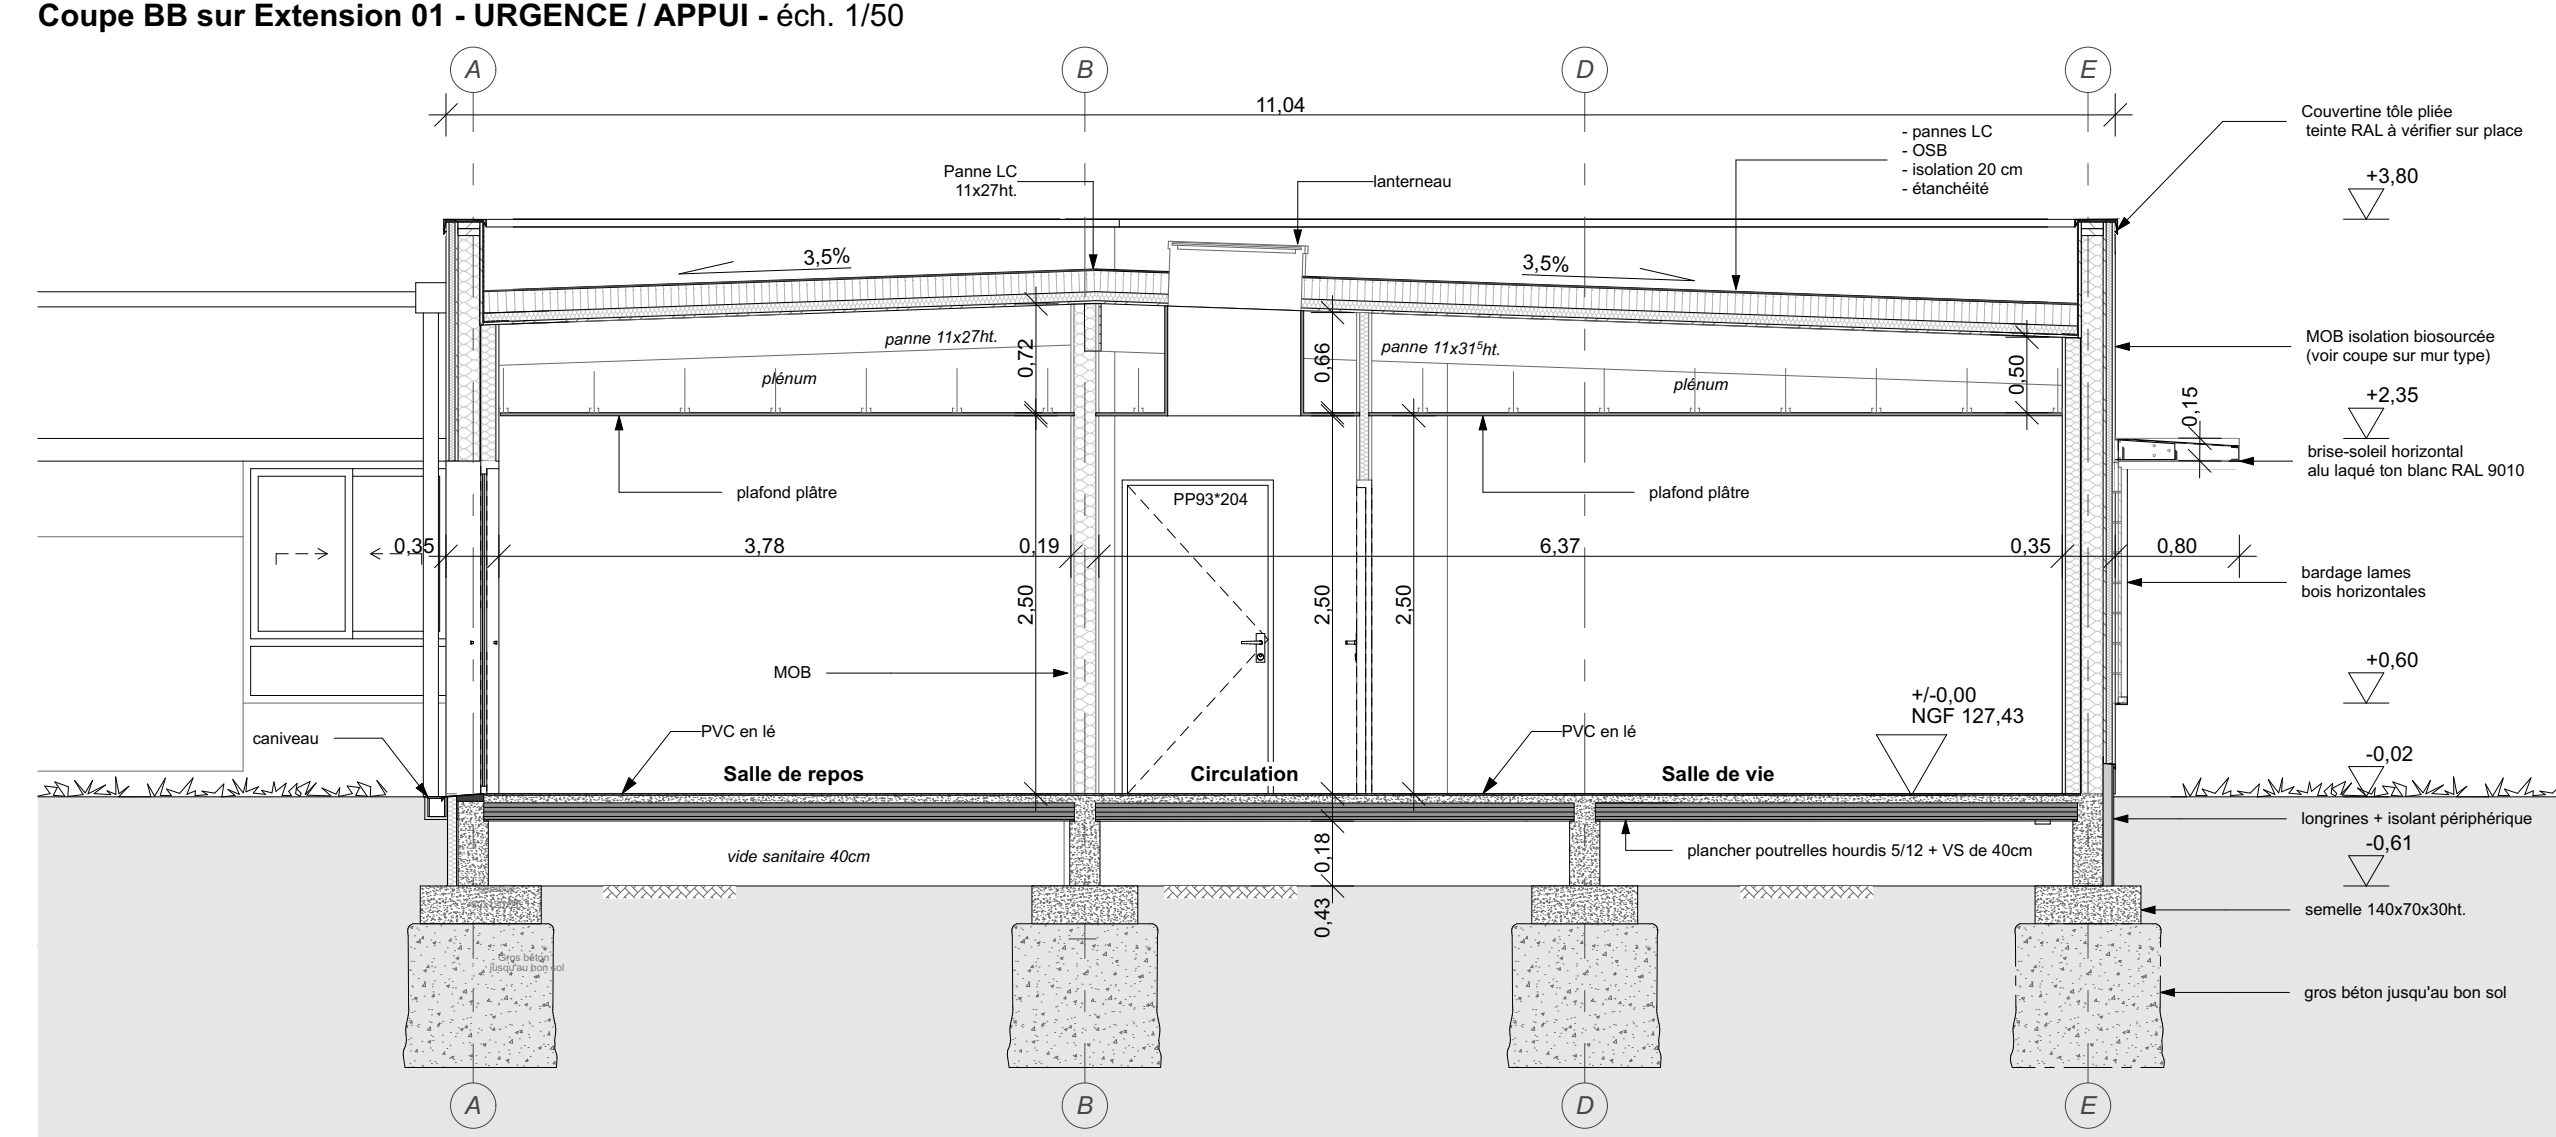 Coupe BB sur Extension 01 - URGENCE / APPUI - éch. 1/50
A
B
D
E
11,04
Couvertine tôle pliée
teinte RAL à vérifier sur place
- pannes LC
- OSB
- isolation 20 cm
- étanchéité
Panne LC
11x27ht.
lanterneau
+3,80
3,5%
3,5%
MOB isolation biosourcée
(voir coupe sur mur type)
panne 11x27ht.
0,72
0,66
panne 11x31⁵ht.
0,50
plénum
plénum
+2,35
0,15
brise-soleil horizontal
alu laqué ton blanc RAL 9010
plafond plâtre
PP93*204
plafond plâtre
0,35
3,78
0,19
6,37
0,35
0,80
bardage lames
bois horizontales
2,50
2,50
2,50
MOB
+0,60
+/-0,00
NGF 127,43
caniveau
PVC en lé
PVC en lé
-0,02
Salle de repos
Circulation
Salle de vie
longrines + isolant périphérique
-0,61
vide sanitaire 40cm
0,18
plancher poutrelles hourdis 5/12 + VS de 40cm
0,43
semelle 140x70x30ht.
Gros béton
jusqu'au bon sol
gros béton jusqu'au bon sol
A
B
D
E